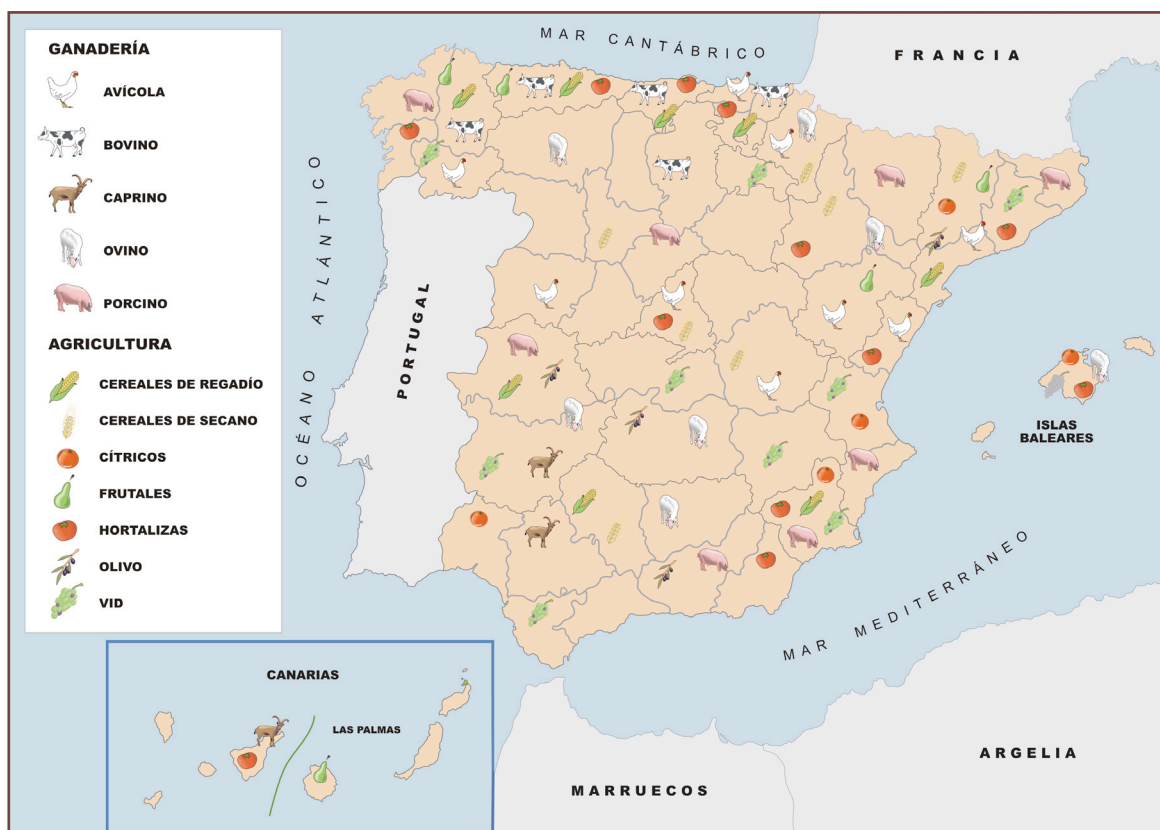 GANADERÍA
AVÍCOLA
BOVINO
CAPRINO
OVINO
PORCINO
AGRICULTURA
CEREALES DE REGADÍO
CEREALES DE SECANO
CÍTRICOS
FRUTALES
HORTALIZAS
OLIVO
VID
MAR CANTÁBRICO
FRANCIA
OCÉANO ATLÁNTICO
PORTUGAL
ISLAS
BALEARES
MAR MEDITERRÁNEO
CANARIAS
LAS PALMAS
MARRUECOS
ARGELIA